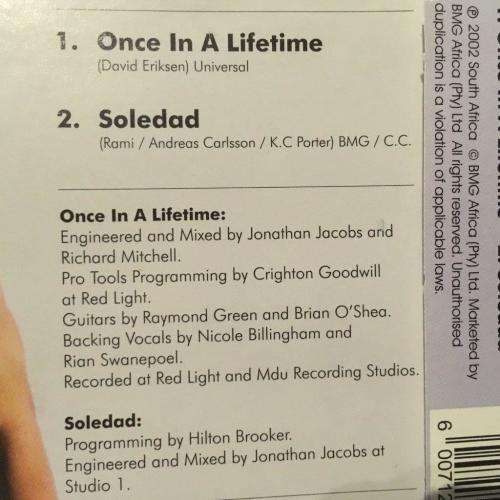 1. Once In A Lifetime
(David Eriksen) Universal
2. Soledad
(Rami / Andreas Carlsson / K.C Porter) BMG / C.C.
Once In A Lifetime:
Engineered and Mixed by Jonathan Jacobs and
Richard Mitchell.
Pro Tools Programming by Crighton Goodwill
at Red Light.
Guitars by Raymond Green and Brian O'Shea.
Backing Vocals by Nicole Billingham and
Rian Swanepoel.
Recorded at Red Light and Mdu Recording Studios.
Soledad:
Programming by Hilton Brooker.
Engineered and Mixed by Jonathan Jacobs at
Studio 1.
℗ 2002 South Africa © BMG Africa (Pty) Ltd. Marketed by
BMG Africa (Pty) Ltd All rights reserved. Unauthorised
duplication is a violation of applicable laws.
6 00712